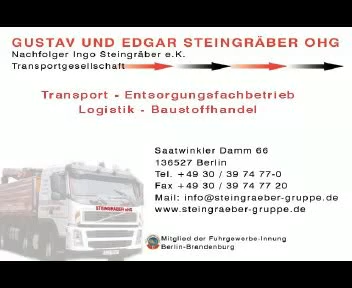 GUSTAV UND EDGAR STEINGRÄBER OHG
Nachfolger Ingo Steingräber e.K.
Transportgesellschaft
Transport - Entsorgungsfachbetrieb
Logistik - Baustoffhandel
Saatwinkler Damm 66
136527 Berlin
Tel. +49 30 / 39 74 77-0
Fax +49 30 / 39 74 77 20
Mail: info@steingraeber-gruppe.de
www.steingraeber-gruppe.de
STEINGRÄBER OHG
Mitglied der Fuhrgewerbe-Innung
Berlin-Brandenburg